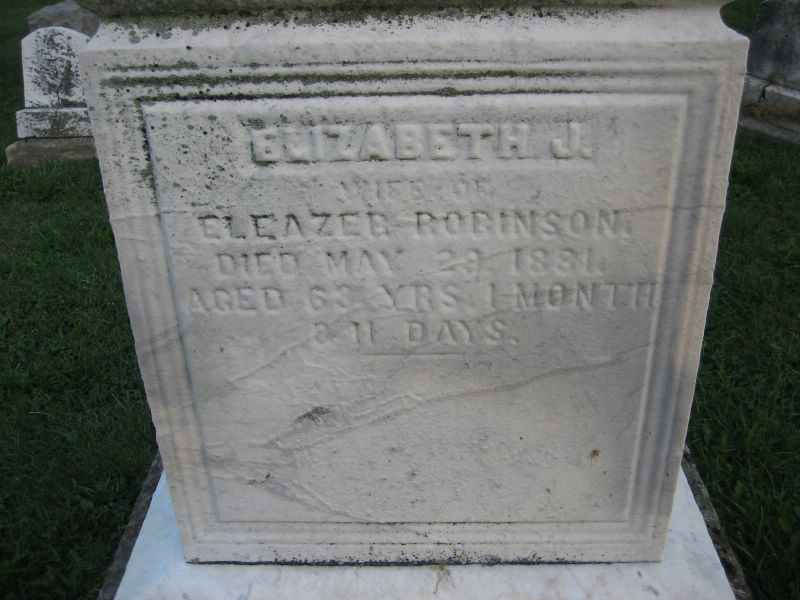 ELIZABETH J.
WIFE OF
ELEAZER ROBINSON.
DIED MAY 29 1881.
AGED 63 YRS 1 MONTH
& 11 DAYS.